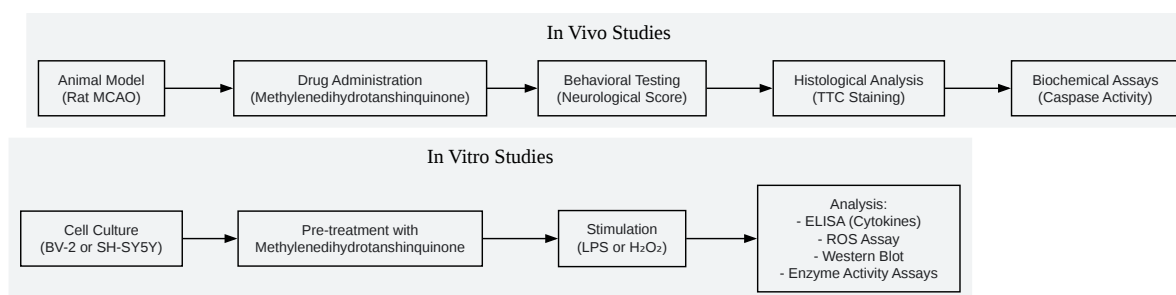 In Vivo Studies
Animal Model
(Rat MCAO)
Drug Administration
(Methylenedihydrotanshinquinone)
Behavioral Testing
(Neurological Score)
Histological Analysis
(TTC Staining)
Biochemical Assays
(Caspase Activity)
In Vitro Studies
Cell Culture
(BV-2 or SH-SY5Y)
Pre-treatment with
Methylenedihydrotanshinquinone
Stimulation
(LPS or H₂O₂)
Analysis:
- ELISA (Cytokines)
- ROS Assay
- Western Blot
- Enzyme Activity Assays